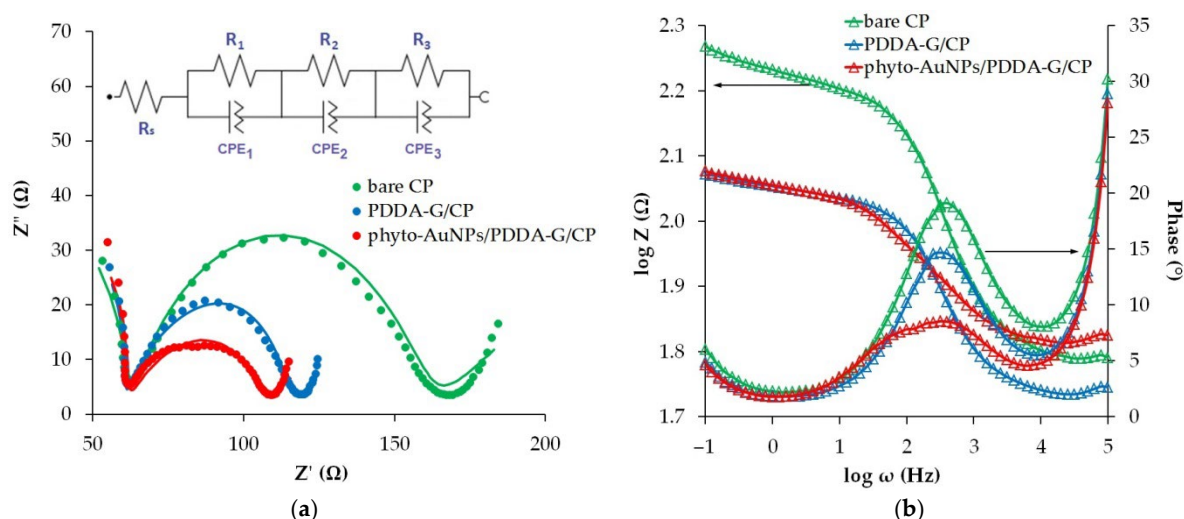 70
60
50
40
30
20
10
0
Z'' (Ω)
R1 R2 R3
Rs
CPE1 CPE2 CPE3
bare CP
PDDA-G/CP
phyto-AuNPs/PDDA-G/CP
50 100 150 200
Z' (Ω)
(a)
2.3
2.2
2.1
2.0
1.9
1.8
1.7
log Z (Ω)
bare CP
PDDA-G/CP
phyto-AuNPs/PDDA-G/CP
35
30
25
20
15
10
5
0
Phase (°)
−1 0 1 2 3 4 5
log ω (Hz)
(b)